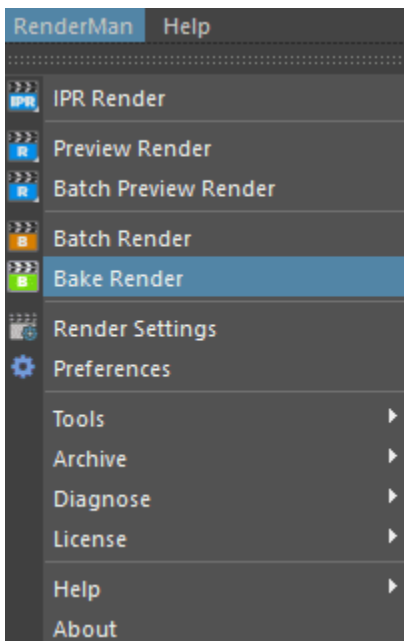 RenderMan Help
IPR IPR Render
R Preview Render
R Batch Preview Render
B Batch Render
B Bake Render
Render Settings
Preferences
Tools
Archive
Diagnose
License
Help
About